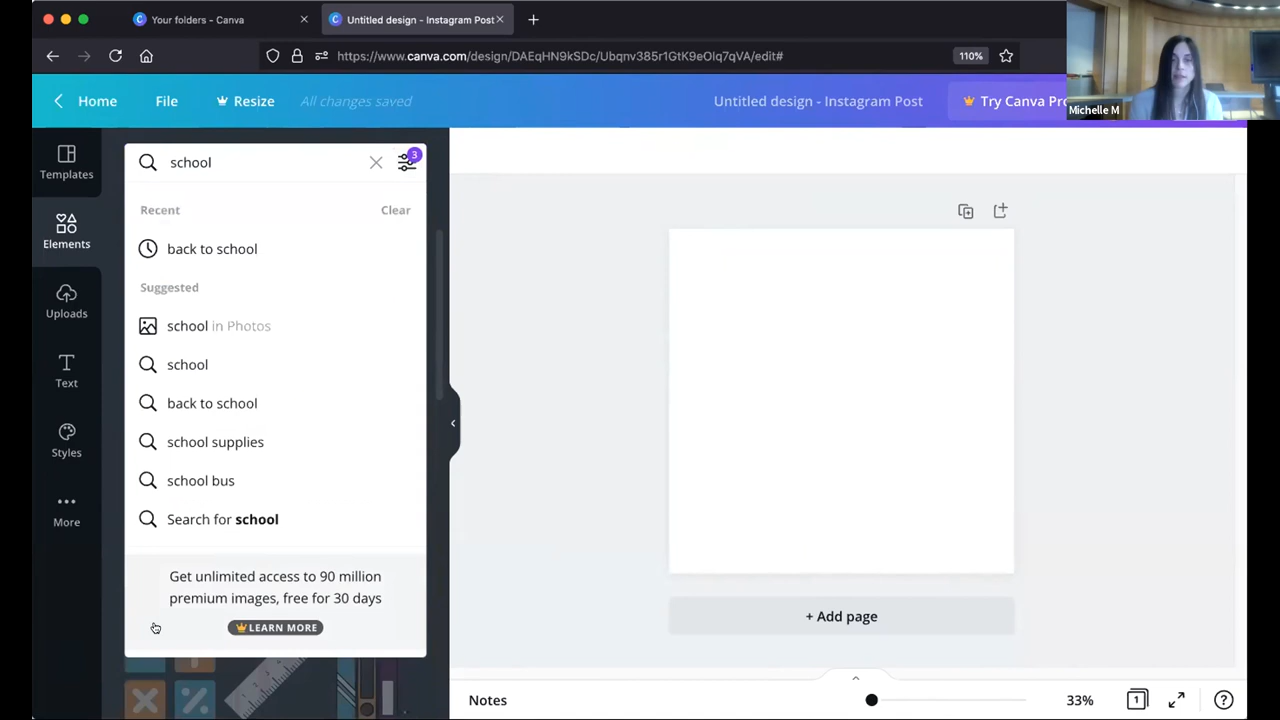 Your folders - Canva
Untitled design - Instagram Post
https://www.canva.com/design/DAEqHN9kSDc/Ubqnv385r1GtK9eOlq7qVA/edit#
110%
Michelle M
Home
File
Resize
All changes saved
Untitled design - Instagram Post
Try Canva Pro
Templates
Elements
Uploads
Text
Styles
More
school
3
Recent
Clear
back to school
Suggested
school in Photos
school
back to school
school supplies
school bus
Search for school
Get unlimited access to 90 million
premium images, free for 30 days
LEARN MORE
+ Add page
Notes
33%
1